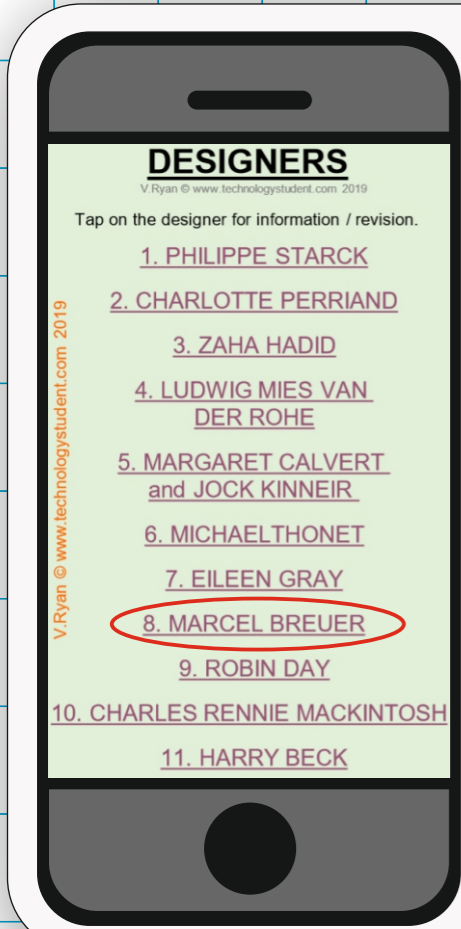 DESIGNERS
V.Ryan © www.technologystudent.com 2019
Tap on the designer for information / revision.
1. PHILIPPE STARCK
2. CHARLOTTE PERRIAND
3. ZAHA HADID
4. LUDWIG MIES VAN
DER ROHE
5. MARGARET CALVERT
and JOCK KINNEIR
6. MICHAELTHONET
7. EILEEN GRAY
8. MARCEL BREUER
9. ROBIN DAY
10. CHARLES RENNIE MACKINTOSH
11. HARRY BECK
V.Ryan © www.technologystudent.com 2019